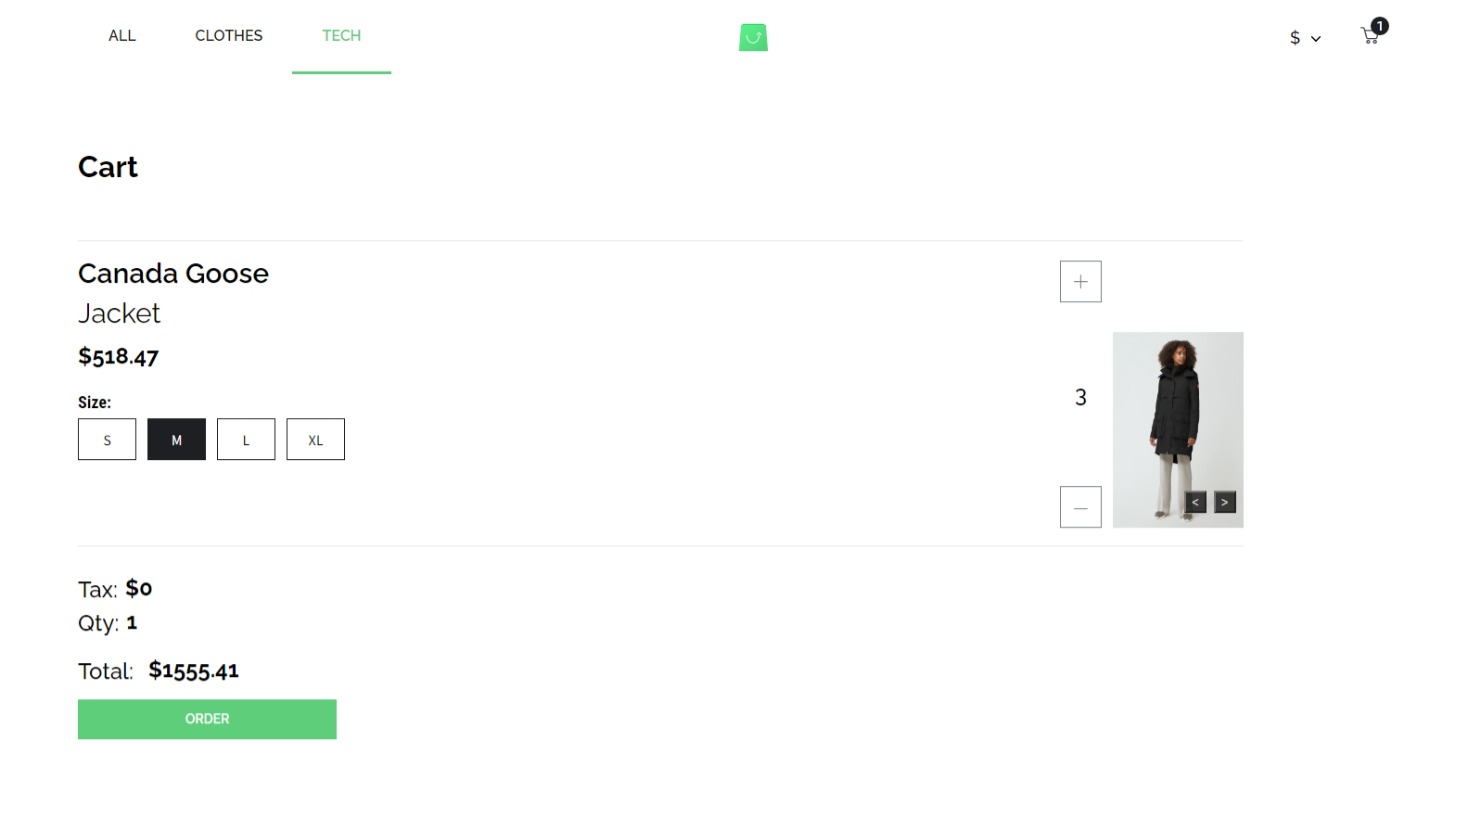 ALL CLOTHES TECH $ 1
Cart
Canada Goose
Jacket
$518.47
Size:
S M L XL
+
3
−
< >
Tax: $0
Qty: 1
Total: $1555.41
ORDER